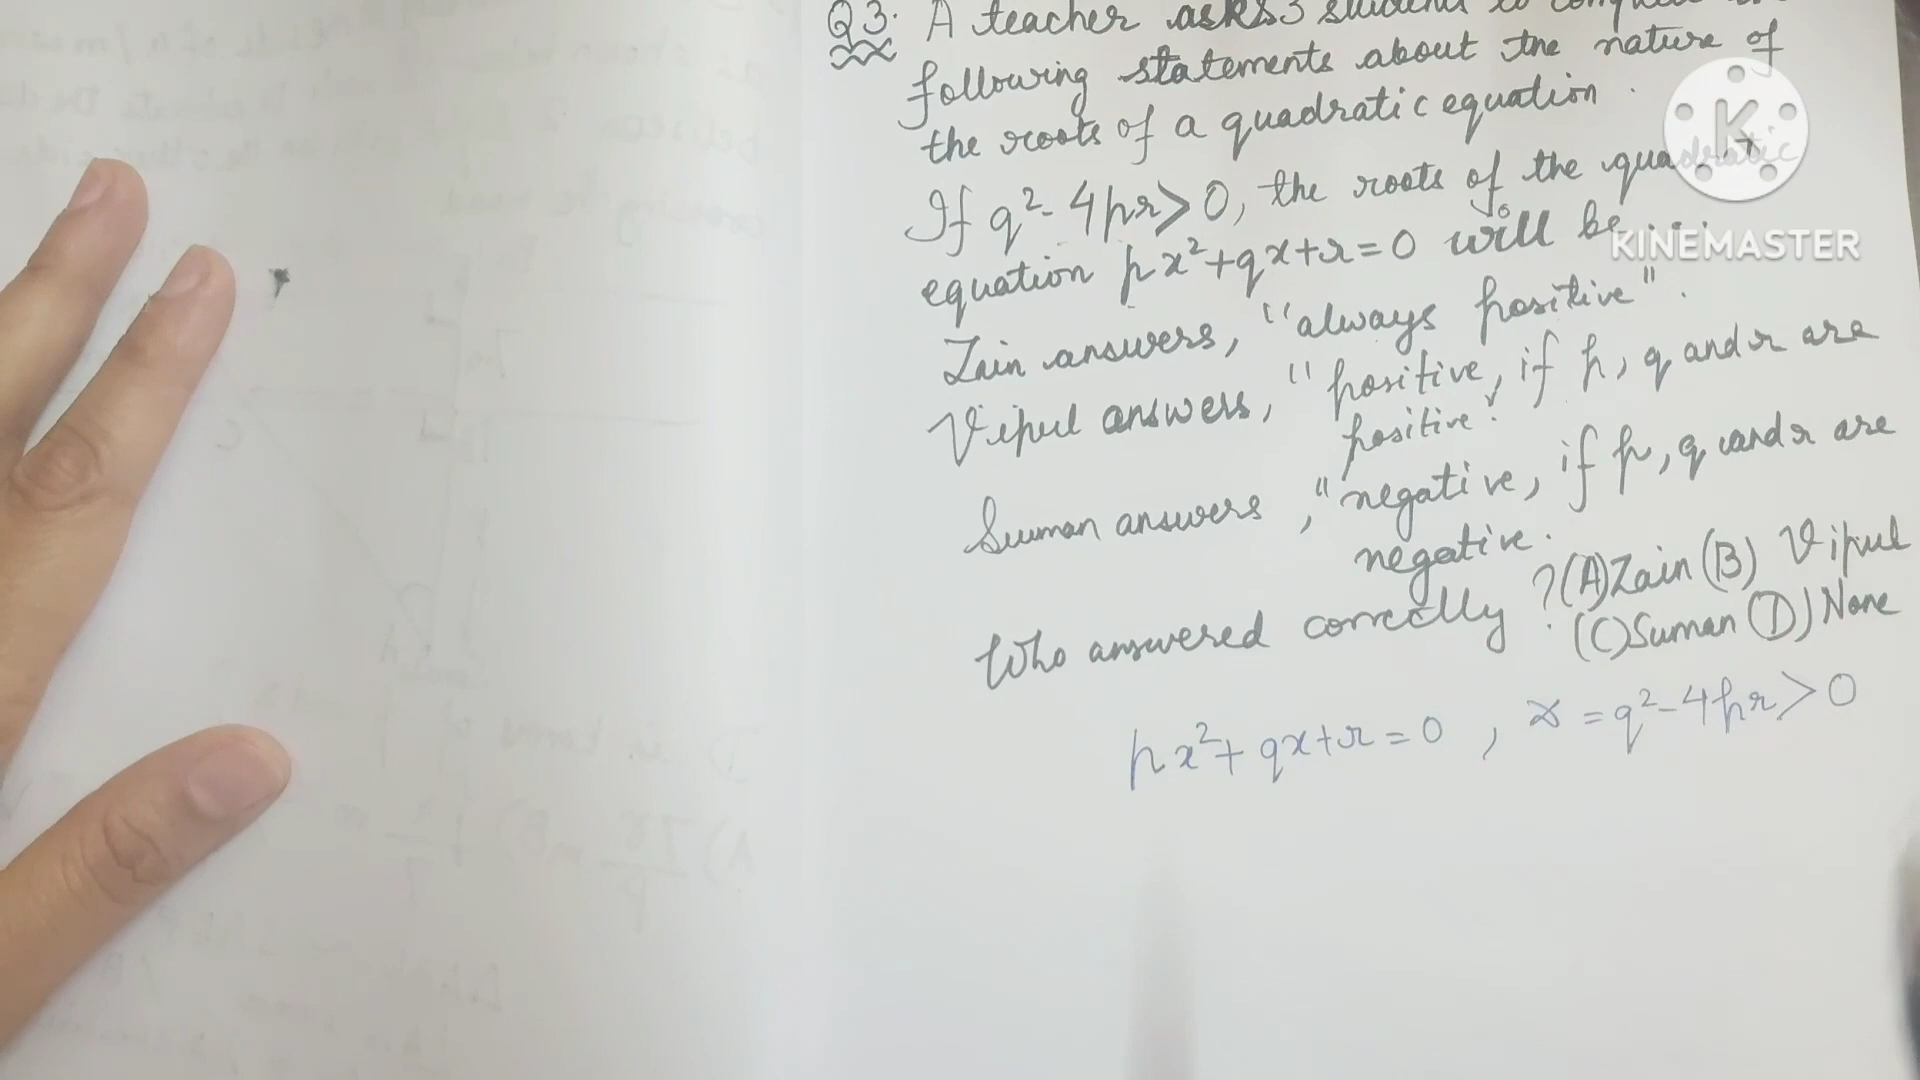 Q3. A teacher asks 3 students to
following statements about the nature of
the roots of a quadratic equation.
If q²-4pr>0, the roots of the quadratic
equation px²+qx+r=0 will be ...
Zain answers, "always positive".
Vipul answers, "positive, if p, q and r are
positive".
Suman answers, "negative, if p, q and r are
negative.
Who answered correctly? (A) Zain (B) Vipul
(C) Suman (D) None
px²+qx+r=0, = q²-4pr>0
K
KINEMASTER